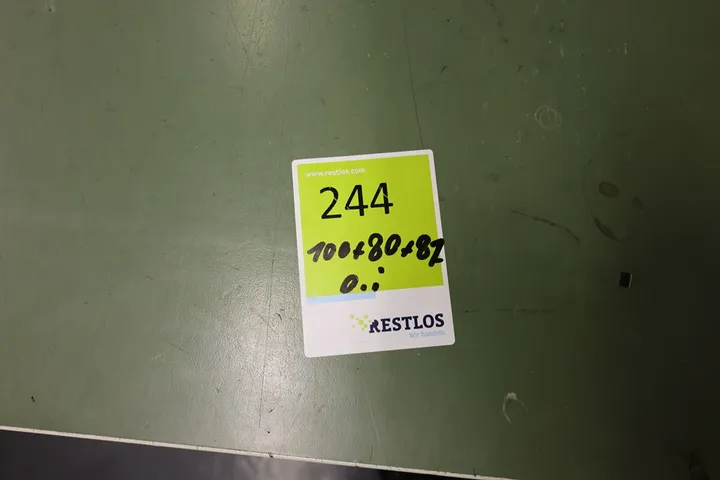 www.restlos.com
244
100+80+82
RESTLOS
wir handeln.